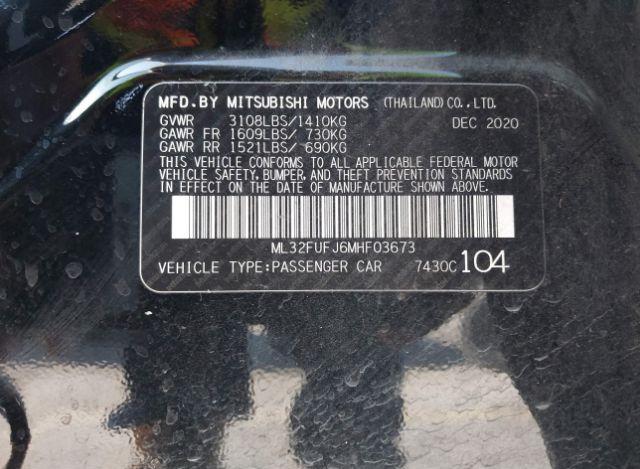 MFD.BY MITSUBISHI MOTORS (THAILAND) CO.,LTD.
GVWR 3108LBS/1410KG DEC 2020
GAWR FR 1609LBS/ 730KG
GAWR RR 1521LBS/ 690KG
THIS VEHICLE CONFORMS TO ALL APPLICABLE FEDERAL MOTOR
VEHICLE SAFETY, BUMPER, AND THEFT PREVENTION STANDARDS
IN EFFECT ON THE DATE OF MANUFACTURE SHOWN ABOVE.
ML32FUFJ6MHF03673
VEHICLE TYPE:PASSENGER CAR 7430C 104